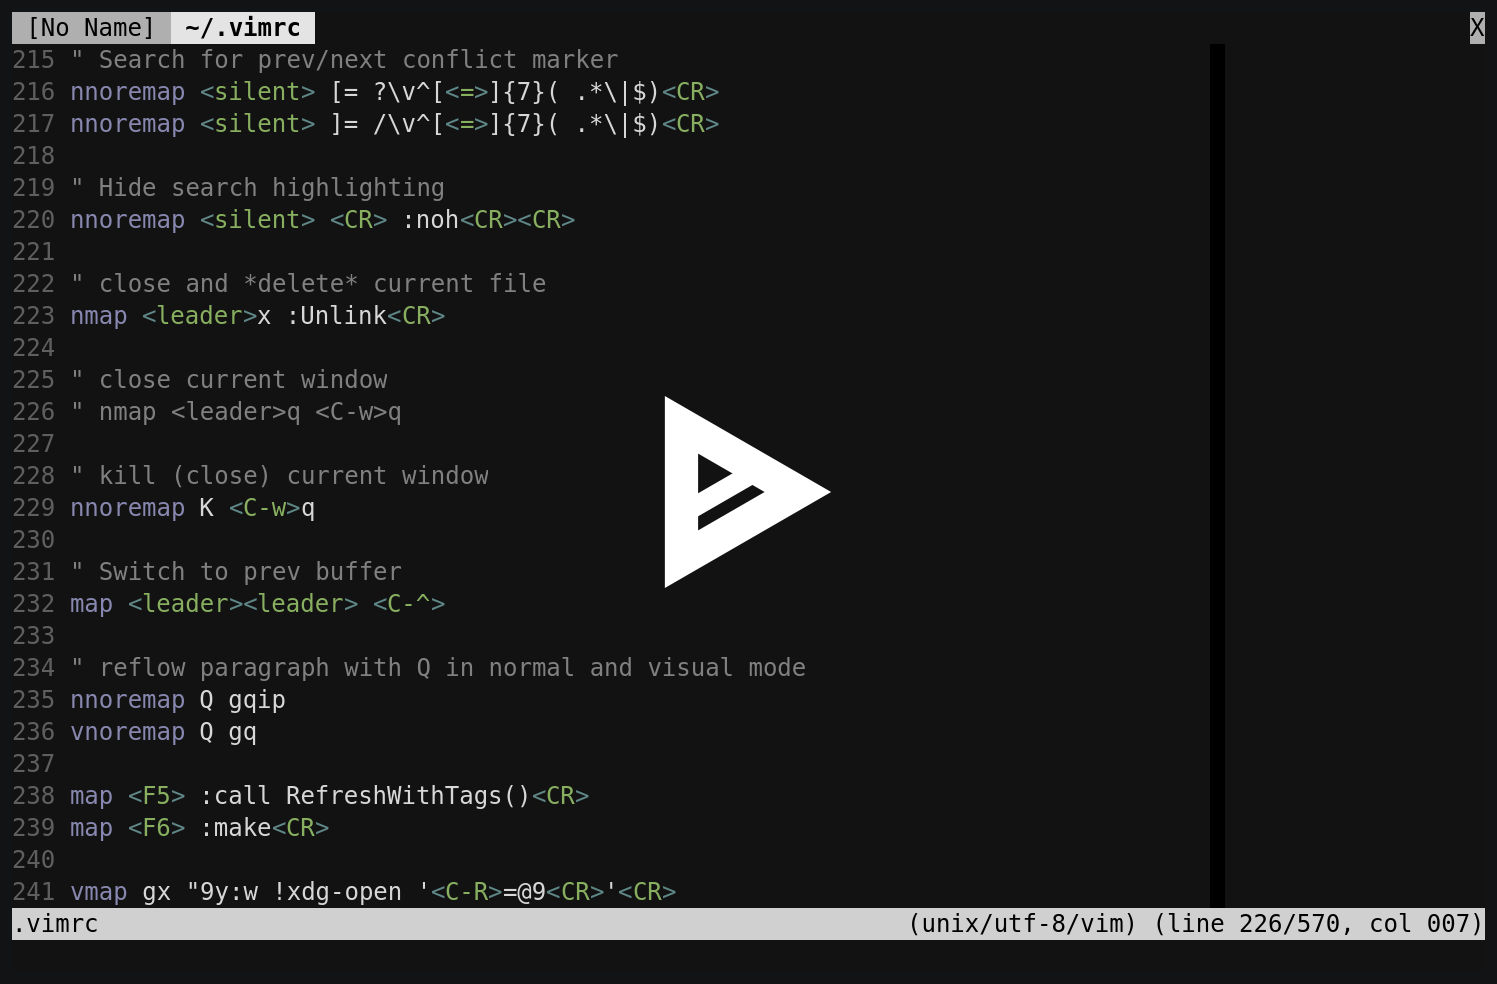 [No Name] ~/.vimrc X
215 " Search for prev/next conflict marker
216 nnoremap <silent> [= ?\v^[<=>]{7}( .*\|$)<CR>
217 nnoremap <silent> ]= /\v^[<=>]{7}( .*\|$)<CR>
218
219 " Hide search highlighting
220 nnoremap <silent> <CR> :noh<CR><CR>
221
222 " close and *delete* current file
223 nmap <leader>x :Unlink<CR>
224
225 " close current window
226 " nmap <leader>q <C-w>q
227
228 " kill (close) current window
229 nnoremap K <C-w>q
230
231 " Switch to prev buffer
232 map <leader><leader> <C-^>
233
234 " reflow paragraph with Q in normal and visual mode
235 nnoremap Q gqip
236 vnoremap Q gq
237
238 map <F5> :call RefreshWithTags()<CR>
239 map <F6> :make<CR>
240
241 vmap gx "9y:w !xdg-open '<C-R>=@9<CR>'<CR>
.vimrc (unix/utf-8/vim) (line 226/570, col 007)